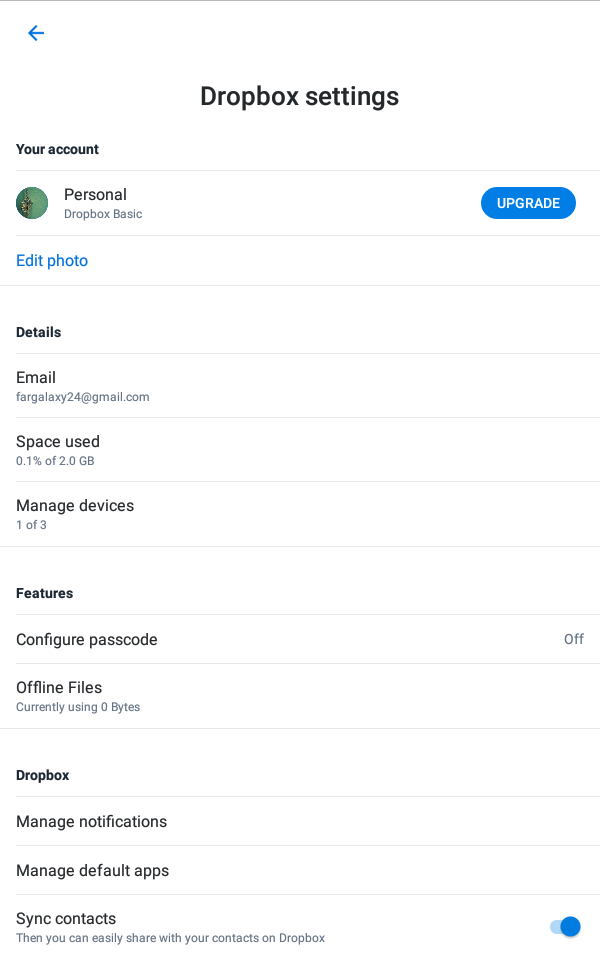 Dropbox settings
Your account
Personal
Dropbox Basic
UPGRADE
Edit photo
Details
Email
fargalaxy24@gmail.com
Space used
0.1% of 2.0 GB
Manage devices
1 of 3
Features
Configure passcode
Off
Offline Files
Currently using 0 Bytes
Dropbox
Manage notifications
Manage default apps
Sync contacts
Then you can easily share with your contacts on Dropbox